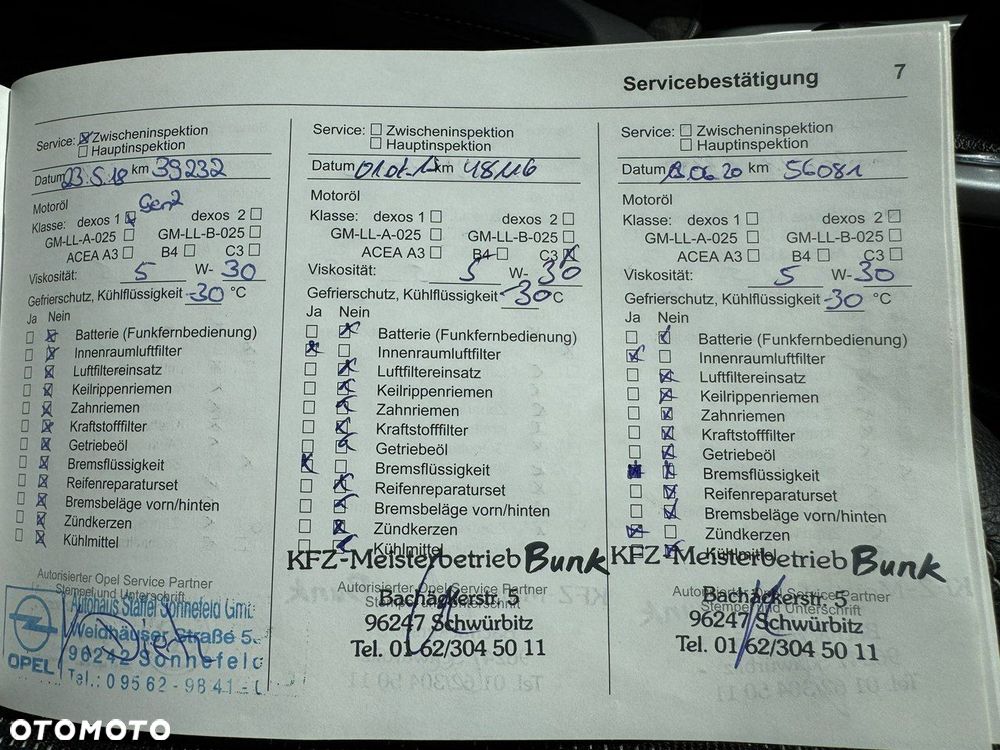 Servicebestätigung 7
Service: Zwischeninspektion
Hauptinspektion
Datum 23.5.18 km 39232
Motoröl Gen2
Klasse: dexos 1 dexos 2
GM-LL-A-025 GM-LL-B-025
ACEA A3 B4 C3
Viskosität: 5 W- 30
Gefrierschutz, Kühlflüssigkeit -30 °C
Ja Nein
Batterie (Funkfernbedienung)
Innenraumluftfilter
Luftfiltereinsatz
Keilrippenriemen
Zahnriemen
Kraftstofffilter
Getriebeöl
Bremsflüssigkeit
Reifenreparaturset
Bremsbeläge vorn/hinten
Zündkerzen
Kühlmittel
Autorisierter Opel Service Partner
Stempel und Unterschrift
Autohaus Staffel Sonnefeld
Weidhäuser Straße 5
OPEL 96242 Sonnefeld
Tel.: 09562-9841-
Service: Zwischeninspektion
Hauptinspektion
Datum km
Motoröl
Klasse: dexos 1 dexos 2
GM-LL-A-025 GM-LL-B-025
ACEA A3 B4 C3
Viskosität: 5 W- 30
Gefrierschutz, Kühlflüssigkeit -30 °C
Ja Nein
Batterie (Funkfernbedienung)
Innenraumluftfilter
Luftfiltereinsatz
Keilrippenriemen
Zahnriemen
Kraftstofffilter
Getriebeöl
Bremsflüssigkeit
Reifenreparaturset
Bremsbeläge vorn/hinten
Zündkerzen
Kühlmittel
KFZ-Meisterbetrieb Bunk
Autorisierter Opel Service Partner
Stempel und Unterschrift
Bachäckerstr. 5
96247 Schwürbitz
Tel. 01 62/304 50 11
Service: Zwischeninspektion
Hauptinspektion
Datum 06.20 km 56081
Motoröl
Klasse: dexos 1 dexos 2
GM-LL-A-025 GM-LL-B-025
ACEA A3 B4 C3
Viskosität: 5 W- 30
Gefrierschutz, Kühlflüssigkeit -30 °C
Ja Nein
Batterie (Funkfernbedienung)
Innenraumluftfilter
Luftfiltereinsatz
Keilrippenriemen
Zahnriemen
Kraftstofffilter
Getriebeöl
Bremsflüssigkeit
Reifenreparaturset
Bremsbeläge vorn/hinten
Zündkerzen
Kühlmittel
KFZ-Meisterbetrieb Bunk
Autorisierter Opel Service Partner
Stempel und Unterschrift
Bachäckerstr. 5
96247 Schwürbitz
Tel. 01 62/304 50 11
OTOMOTO